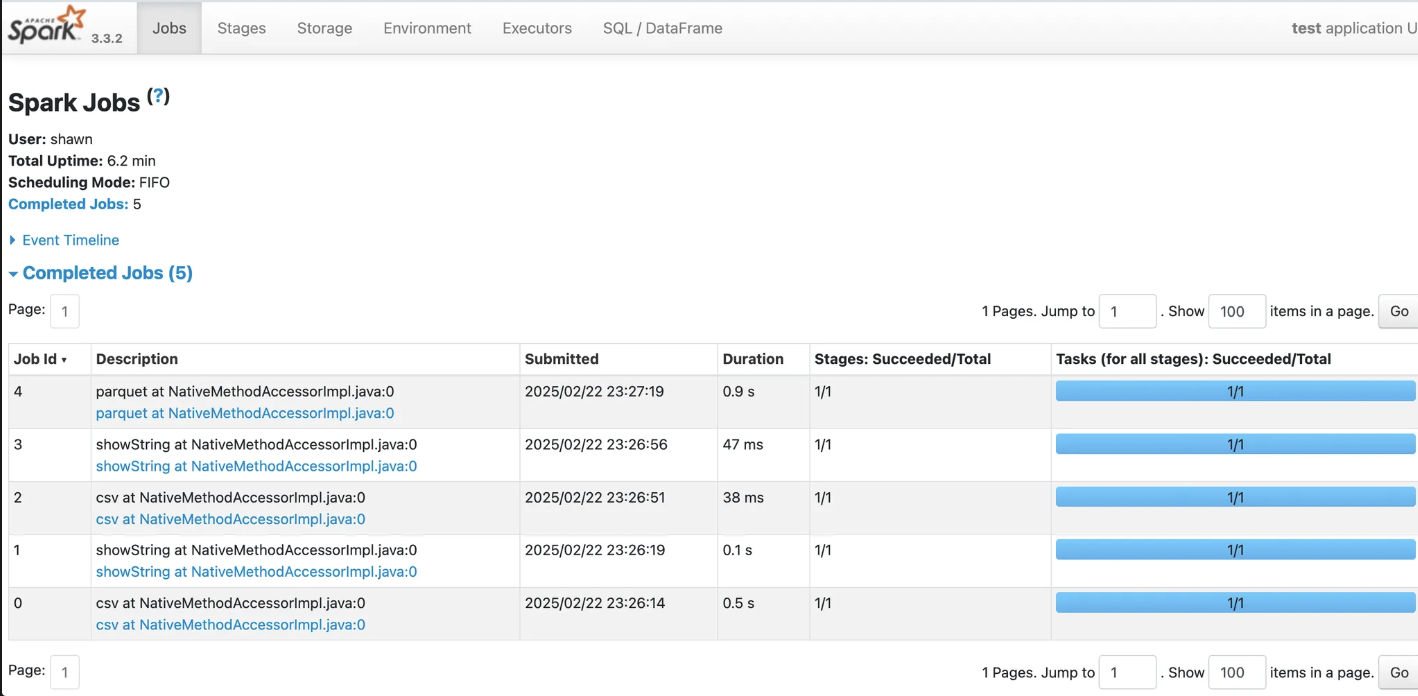 APACHE
Spark 3.3.2 Jobs Stages Storage Environment Executors SQL / DataFrame test application U
Spark Jobs (?)
User: shawn
Total Uptime: 6.2 min
Scheduling Mode: FIFO
Completed Jobs: 5
Event Timeline
Completed Jobs (5)
Page: 1 1 Pages. Jump to 1 . Show 100 items in a page. Go
Job Id ▾ Description Submitted Duration Stages: Succeeded/Total Tasks (for all stages): Succeeded/Total
4 parquet at NativeMethodAccessorImpl.java:0 2025/02/22 23:27:19 0.9 s 1/1 1/1
parquet at NativeMethodAccessorImpl.java:0
3 showString at NativeMethodAccessorImpl.java:0 2025/02/22 23:26:56 47 ms 1/1 1/1
showString at NativeMethodAccessorImpl.java:0
2 csv at NativeMethodAccessorImpl.java:0 2025/02/22 23:26:51 38 ms 1/1 1/1
csv at NativeMethodAccessorImpl.java:0
1 showString at NativeMethodAccessorImpl.java:0 2025/02/22 23:26:19 0.1 s 1/1 1/1
showString at NativeMethodAccessorImpl.java:0
0 csv at NativeMethodAccessorImpl.java:0 2025/02/22 23:26:14 0.5 s 1/1 1/1
csv at NativeMethodAccessorImpl.java:0
Page: 1 1 Pages. Jump to 1 . Show 100 items in a page. Go